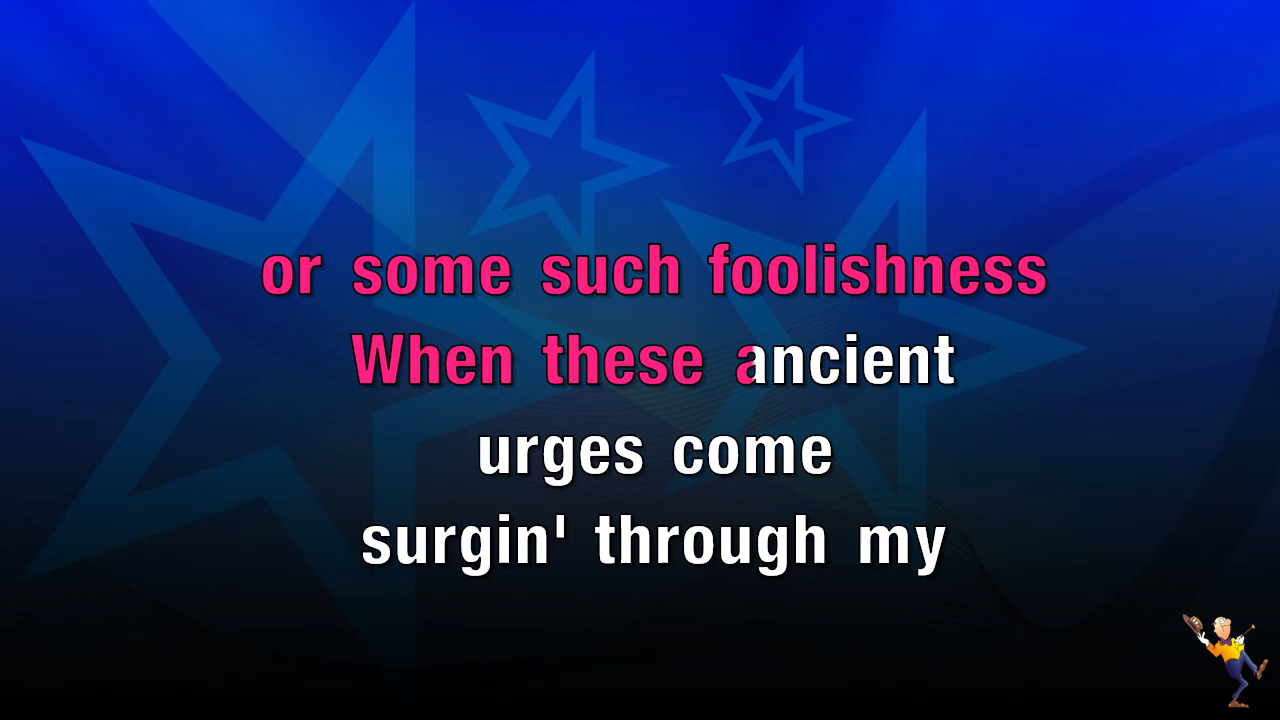 or some such foolishness
When these ancient
urges come
surgin' through my